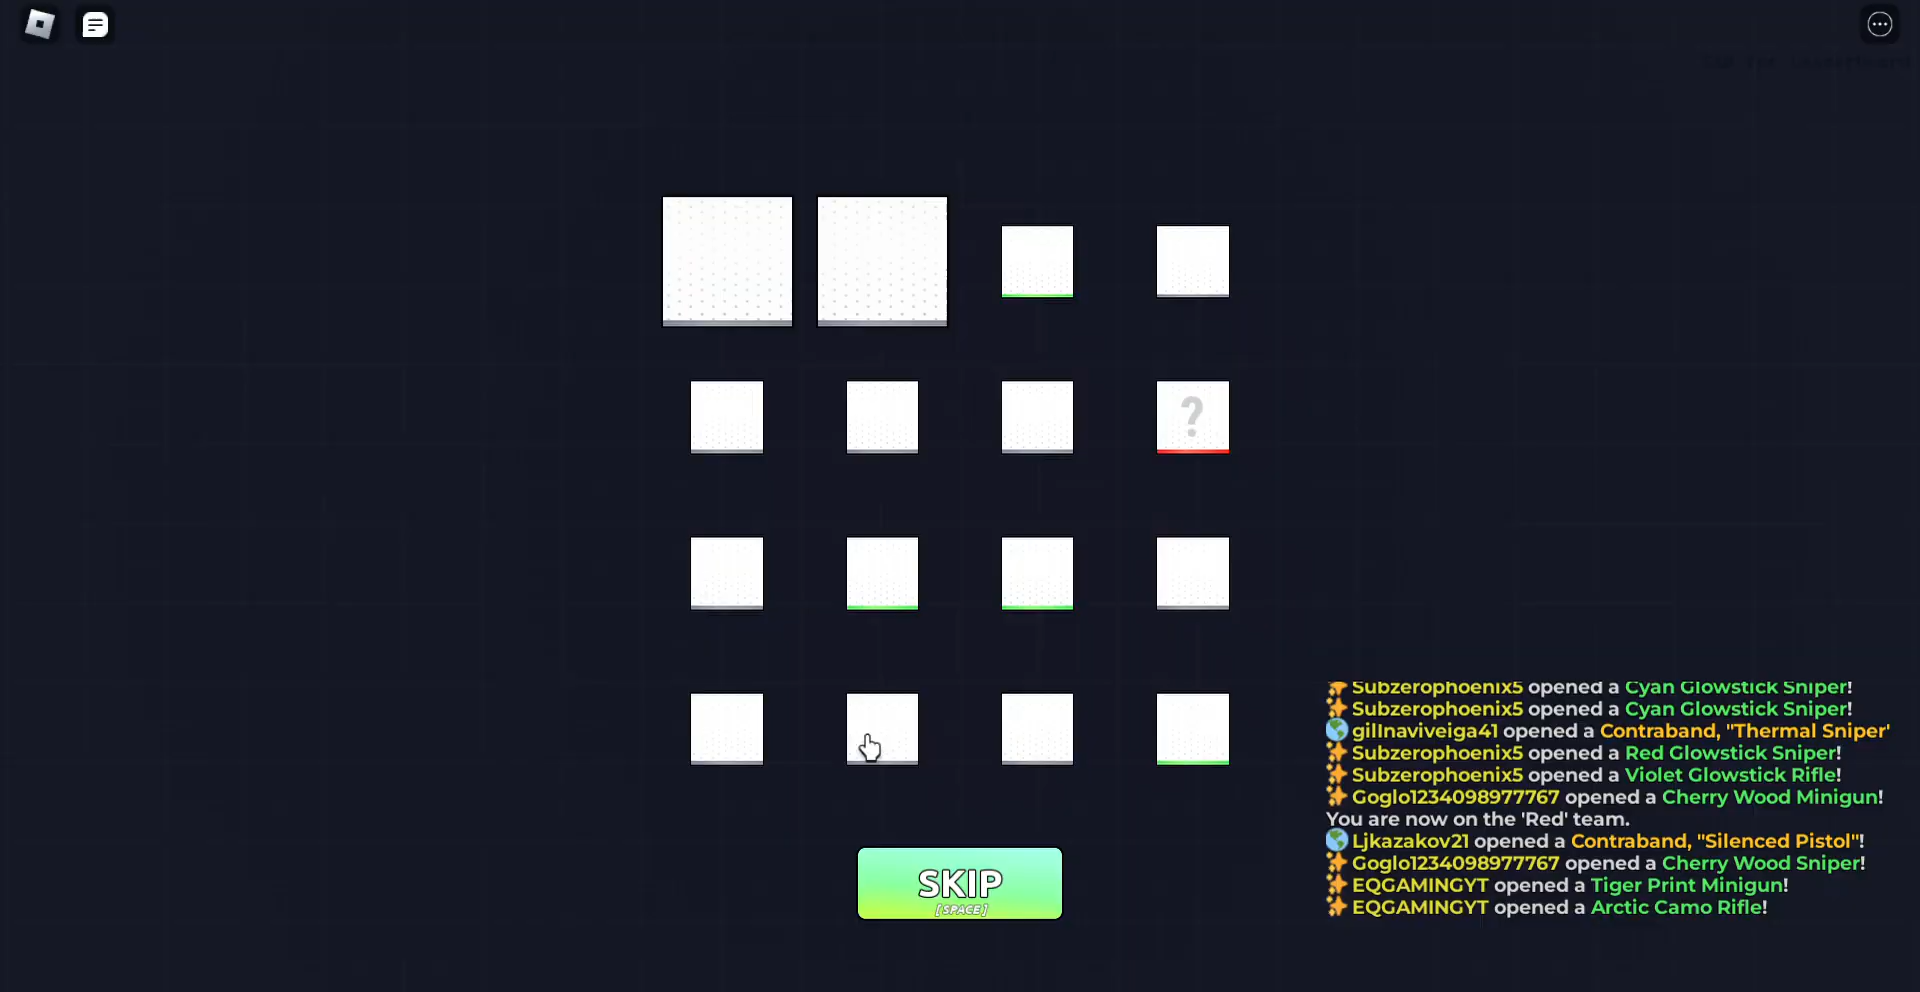 ?
SKIP
[ SPACE ]
Subzerophoenix5 opened a Cyan Glowstick Sniper!
Subzerophoenix5 opened a Cyan Glowstick Sniper!
gillnaviveiga41 opened a Contraband, "Thermal Sniper'
Subzerophoenix5 opened a Red Glowstick Sniper!
Subzerophoenix5 opened a Violet Glowstick Rifle!
Goglo1234098977767 opened a Cherry Wood Minigun!
You are now on the 'Red' team.
Ljkazakov21 opened a Contraband, "Silenced Pistol"!
Goglo1234098977767 opened a Cherry Wood Sniper!
EQGAMINGYT opened a Tiger Print Minigun!
EQGAMINGYT opened a Arctic Camo Rifle!